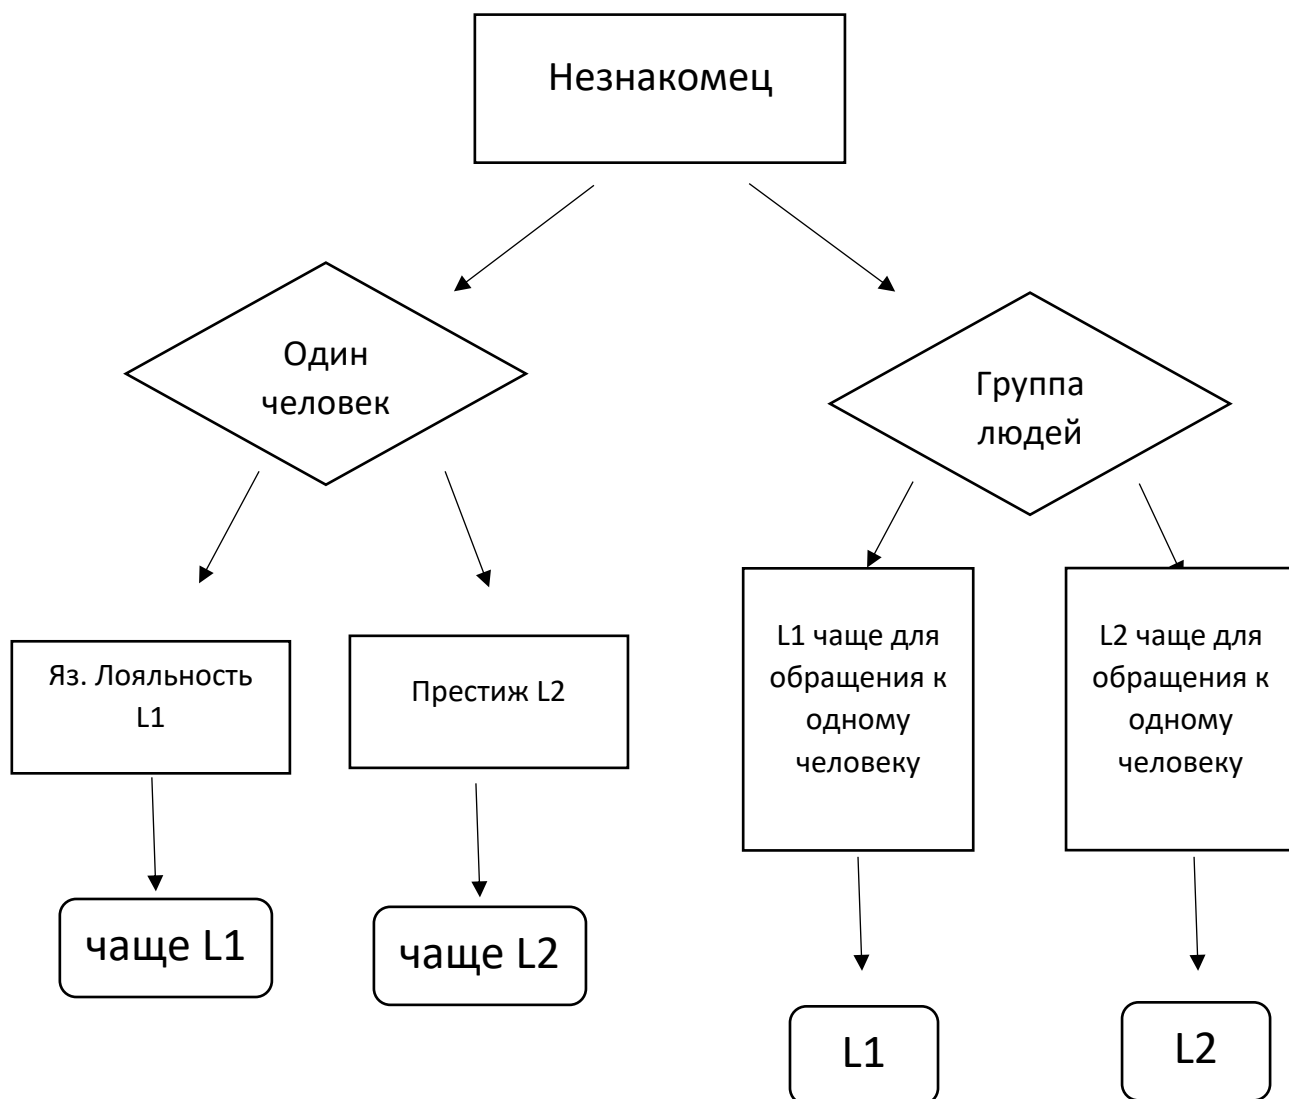 Незнакомец
Один
человек
Группа
людей
Яз. Лояльность
L1
Престиж L2
L1 чаще для
обращения к
одному
человеку
L2 чаще для
обращения к
одному
человеку
чаще L1
чаще L2
L1
L2